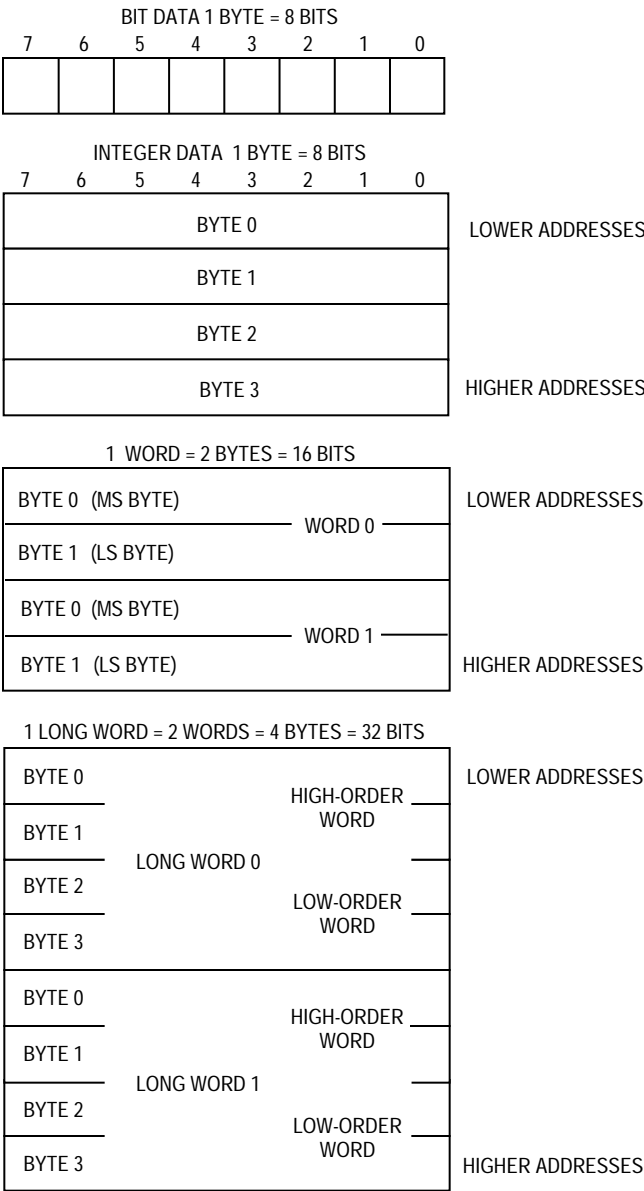 BIT DATA 1 BYTE = 8 BITS
7 6 5 4 3 2 1 0
INTEGER DATA 1 BYTE = 8 BITS
7 6 5 4 3 2 1 0
BYTE 0 LOWER ADDRESSES
BYTE 1
BYTE 2
BYTE 3 HIGHER ADDRESSES
1 WORD = 2 BYTES = 16 BITS
BYTE 0 (MS BYTE) LOWER ADDRESSES
WORD 0
BYTE 1 (LS BYTE)
BYTE 0 (MS BYTE)
WORD 1
BYTE 1 (LS BYTE) HIGHER ADDRESSES
1 LONG WORD = 2 WORDS = 4 BYTES = 32 BITS
BYTE 0 LOWER ADDRESSES
HIGH-ORDER
WORD
BYTE 1
LONG WORD 0
BYTE 2
LOW-ORDER
WORD
BYTE 3
BYTE 0
HIGH-ORDER
WORD
BYTE 1
LONG WORD 1
BYTE 2
LOW-ORDER
WORD
BYTE 3 HIGHER ADDRESSES